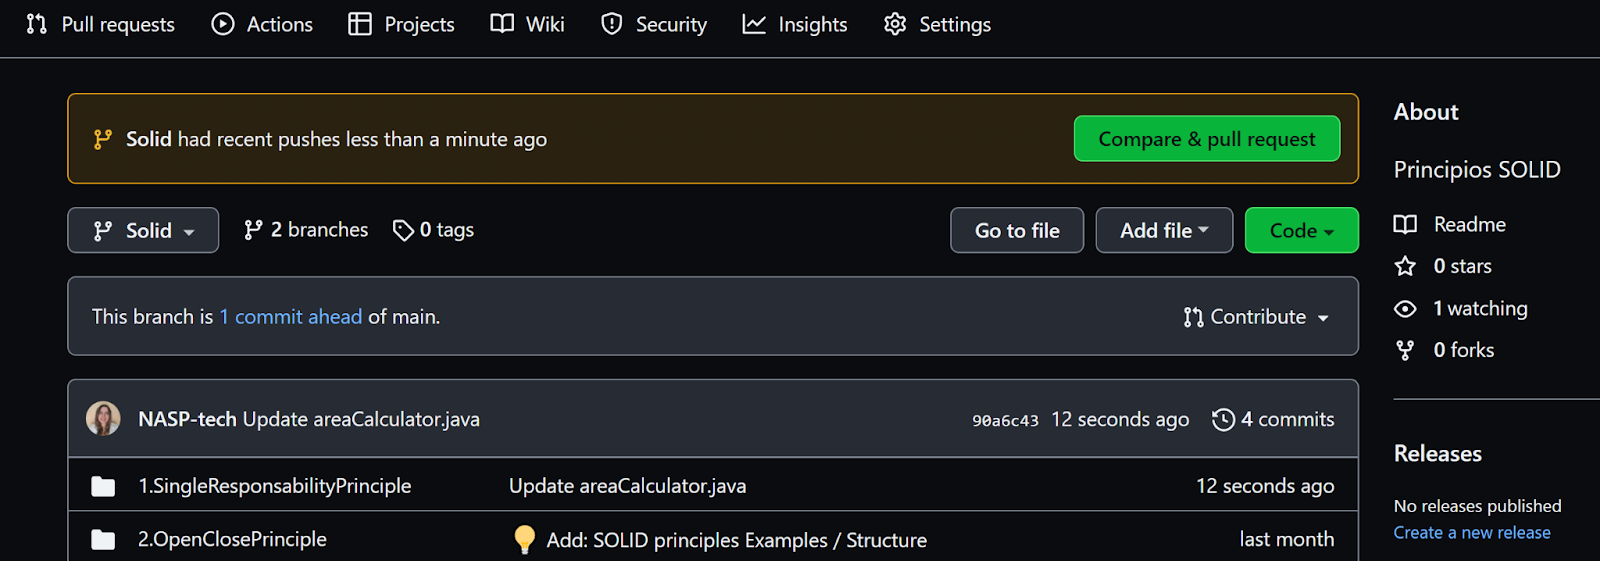 Pull requests Actions Projects Wiki Security Insights Settings
Solid had recent pushes less than a minute ago
Compare & pull request
Solid 2 branches 0 tags Go to file Add file Code
This branch is 1 commit ahead of main.
Contribute
NASP-tech Update areaCalculator.java 90a6c43 12 seconds ago 4 commits
1.SingleResponsabilityPrinciple Update areaCalculator.java 12 seconds ago
2.OpenClosePrinciple 💡 Add: SOLID principles Examples / Structure last month
About
Principios SOLID
Readme
0 stars
1 watching
0 forks
Releases
No releases published
Create a new release